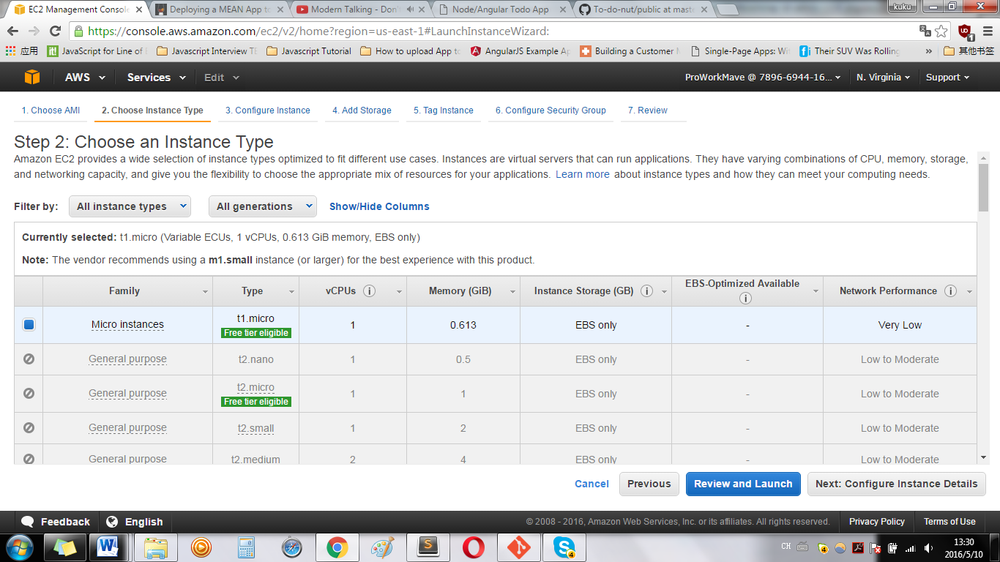 EC2 Management Console
Deploying a MEAN App to
Modern Talking - Don'
Node/Angular Todo App
To-do-nut/public at mast
kuku
https://console.aws.amazon.com/ec2/v2/home?region=us-east-1#LaunchInstanceWizard:
应用
JavaScript for Line of
Javascript Interview
Javascript Tutorial
How to upload App to
AngularJS Example
Building a Customer
Single-Page Apps:
Their SUV Was Rolling
»
其他书签
AWS
Services
Edit
ProWorkMave @ 7896-6944-16...
N. Virginia
Support
1. Choose AMI
2. Choose Instance Type
3. Configure Instance
4. Add Storage
5. Tag Instance
6. Configure Security Group
7. Review
Step 2: Choose an Instance Type
Amazon EC2 provides a wide selection of instance types optimized to fit different use cases. Instances are virtual servers that can run applications. They have varying combinations of CPU, memory, storage,
and networking capacity, and give you the flexibility to choose the appropriate mix of resources for your applications. Learn more about instance types and how they can meet your computing needs.
Filter by: All instance types All generations Show/Hide Columns
Currently selected: t1.micro (Variable ECUs, 1 vCPUs, 0.613 GiB memory, EBS only)
Note: The vendor recommends using a m1.small instance (or larger) for the best experience with this product.
Family Type vCPUs Memory (GiB) Instance Storage (GB) EBS-Optimized Available Network Performance
Micro instances t1.micro 1 0.613 EBS only - Very Low
Free tier eligible
General purpose t2.nano 1 0.5 EBS only - Low to Moderate
General purpose t2.micro 1 1 EBS only - Low to Moderate
Free tier eligible
General purpose t2.small 1 2 EBS only - Low to Moderate
General purpose t2.medium 2 4 EBS only - Low to Moderate
Cancel Previous Review and Launch Next: Configure Instance Details
Feedback English © 2008 - 2016, Amazon Web Services, Inc. or its affiliates. All rights reserved. Privacy Policy Terms of Use
CH
13:30
2016/5/10